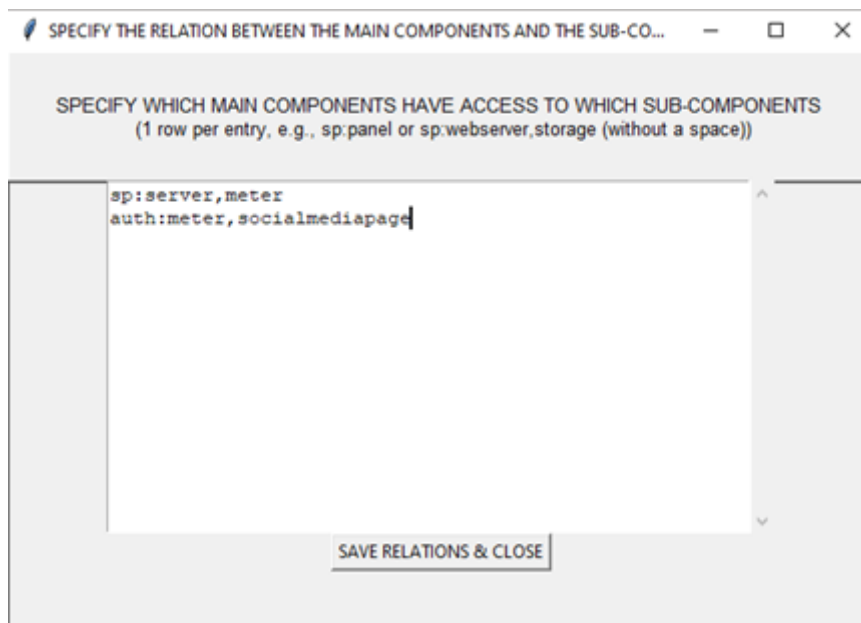 SPECIFY THE RELATION BETWEEN THE MAIN COMPONENTS AND THE SUB-CO...
SPECIFY WHICH MAIN COMPONENTS HAVE ACCESS TO WHICH SUB-COMPONENTS
(1 row per entry, e.g., sp:panel or sp:webserver,storage (without a space))
sp:server,meter
auth:meter,socialmediapage
SAVE RELATIONS & CLOSE